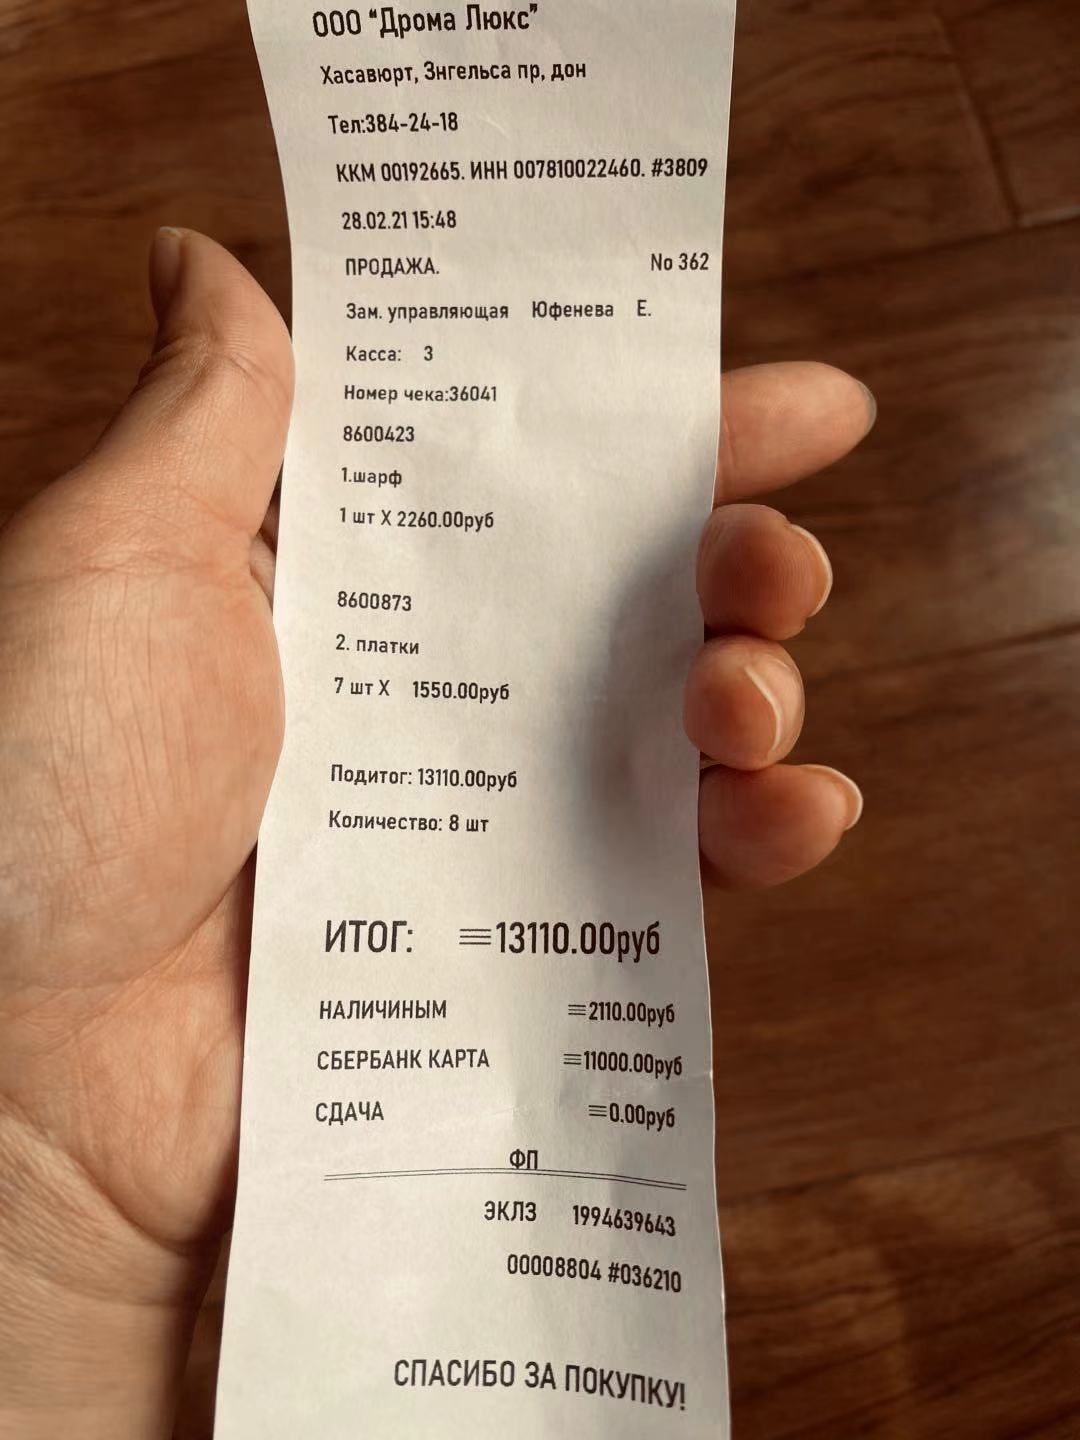 ООО “Дрома Люкс”
Хасавюрт, Знгельса пр, дон
Тел:384-24-18
ККМ 00192665. ИНН 007810022460. #3809
28.02.21 15:48
ПРОДАЖА. No 362
Зам. управляющая Юфенева Е.
Касса: 3
Номер чека:36041
8600423
1.шарф
1 шт X 2260.00руб
8600873
2. платки
7 шт X 1550.00руб
Подитог: 13110.00руб
Количество: 8 шт
ИТОГ: ≡13110.00руб
НАЛИЧИНЫМ ≡2110.00руб
СБЕРБАНК КАРТА ≡11000.00руб
СДАЧА ≡0.00руб
ФП
ЭКЛЗ 1994639643
00008804 #036210
СПАСИБО ЗА ПОКУПКУ!